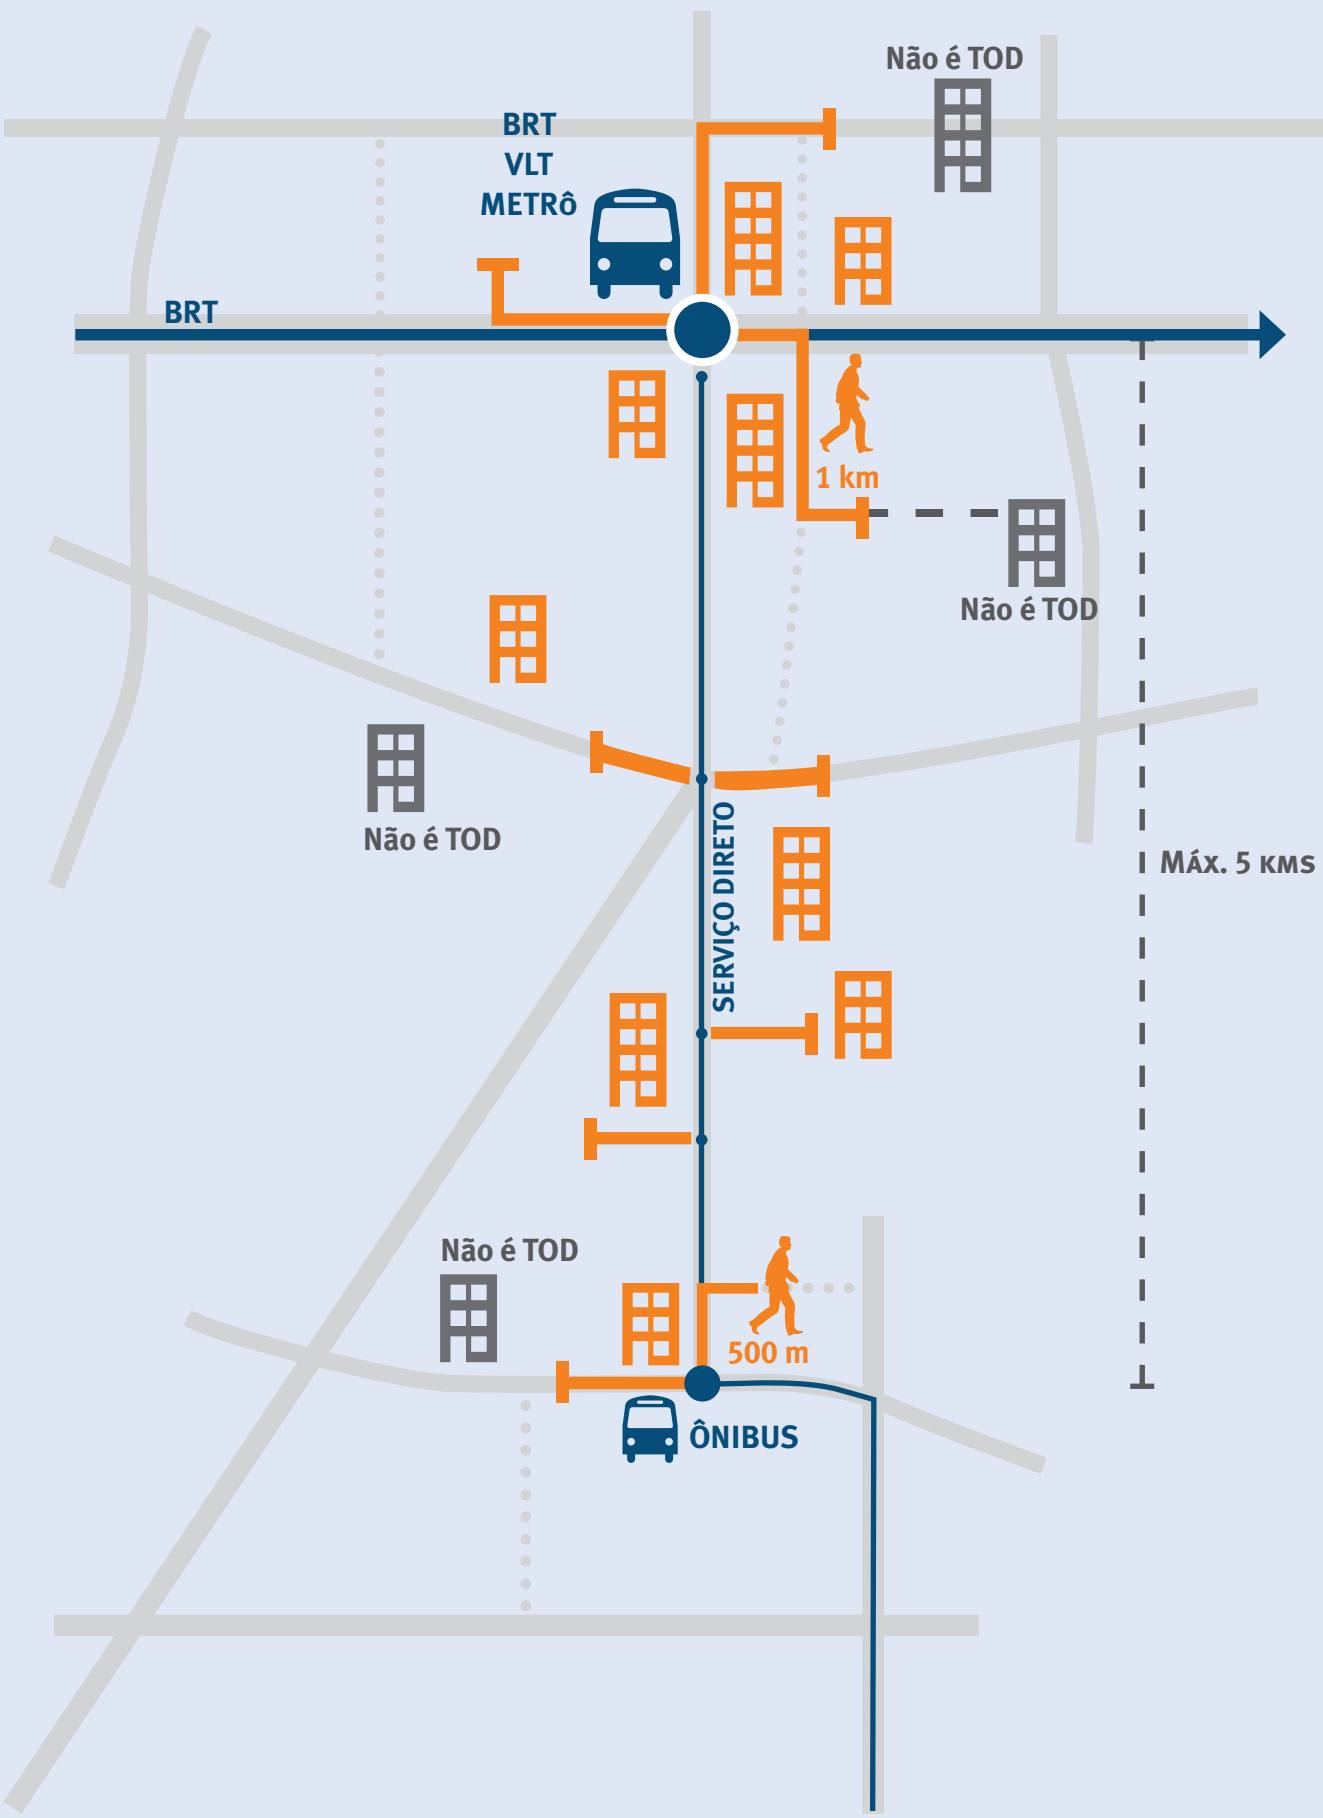 Não é TOD
BRT
VLT
METRô
BRT
1 km
Não é TOD
Não é TOD
SERVIÇO DIRETO
MÁX. 5 KMS
Não é TOD
500 m
ÔNIBUS